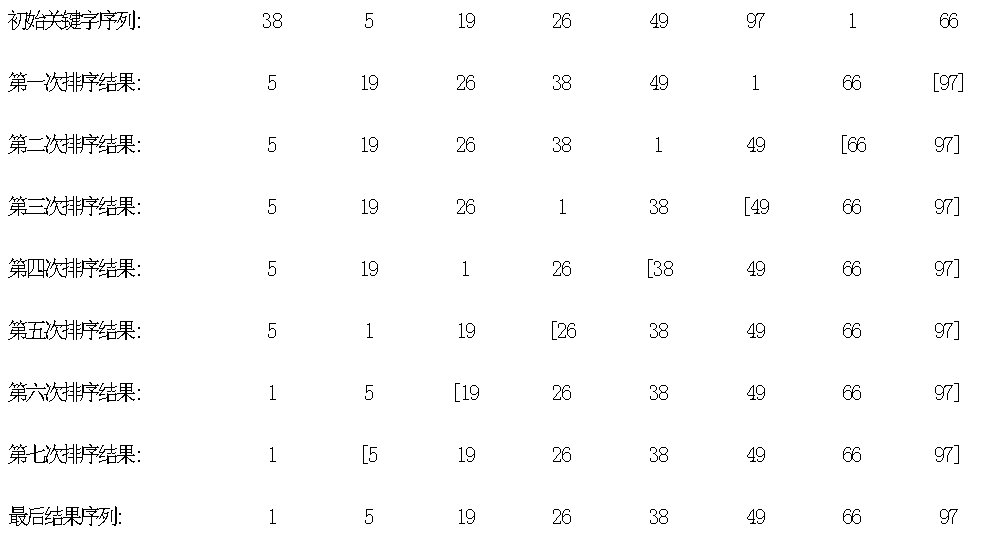 初始关键字序列: 38 5 19 26 49 97 1 66
第一次排序结果: 5 19 26 38 49 1 66 [97]
第二次排序结果: 5 19 26 38 1 49 [66 97]
第三次排序结果: 5 19 26 1 38 [49 66 97]
第四次排序结果: 5 19 1 26 [38 49 66 97]
第五次排序结果: 5 1 19 [26 38 49 66 97]
第六次排序结果: 1 5 [19 26 38 49 66 97]
第七次排序结果: 1 [5 19 26 38 49 66 97]
最后结果序列: 1 5 19 26 38 49 66 97